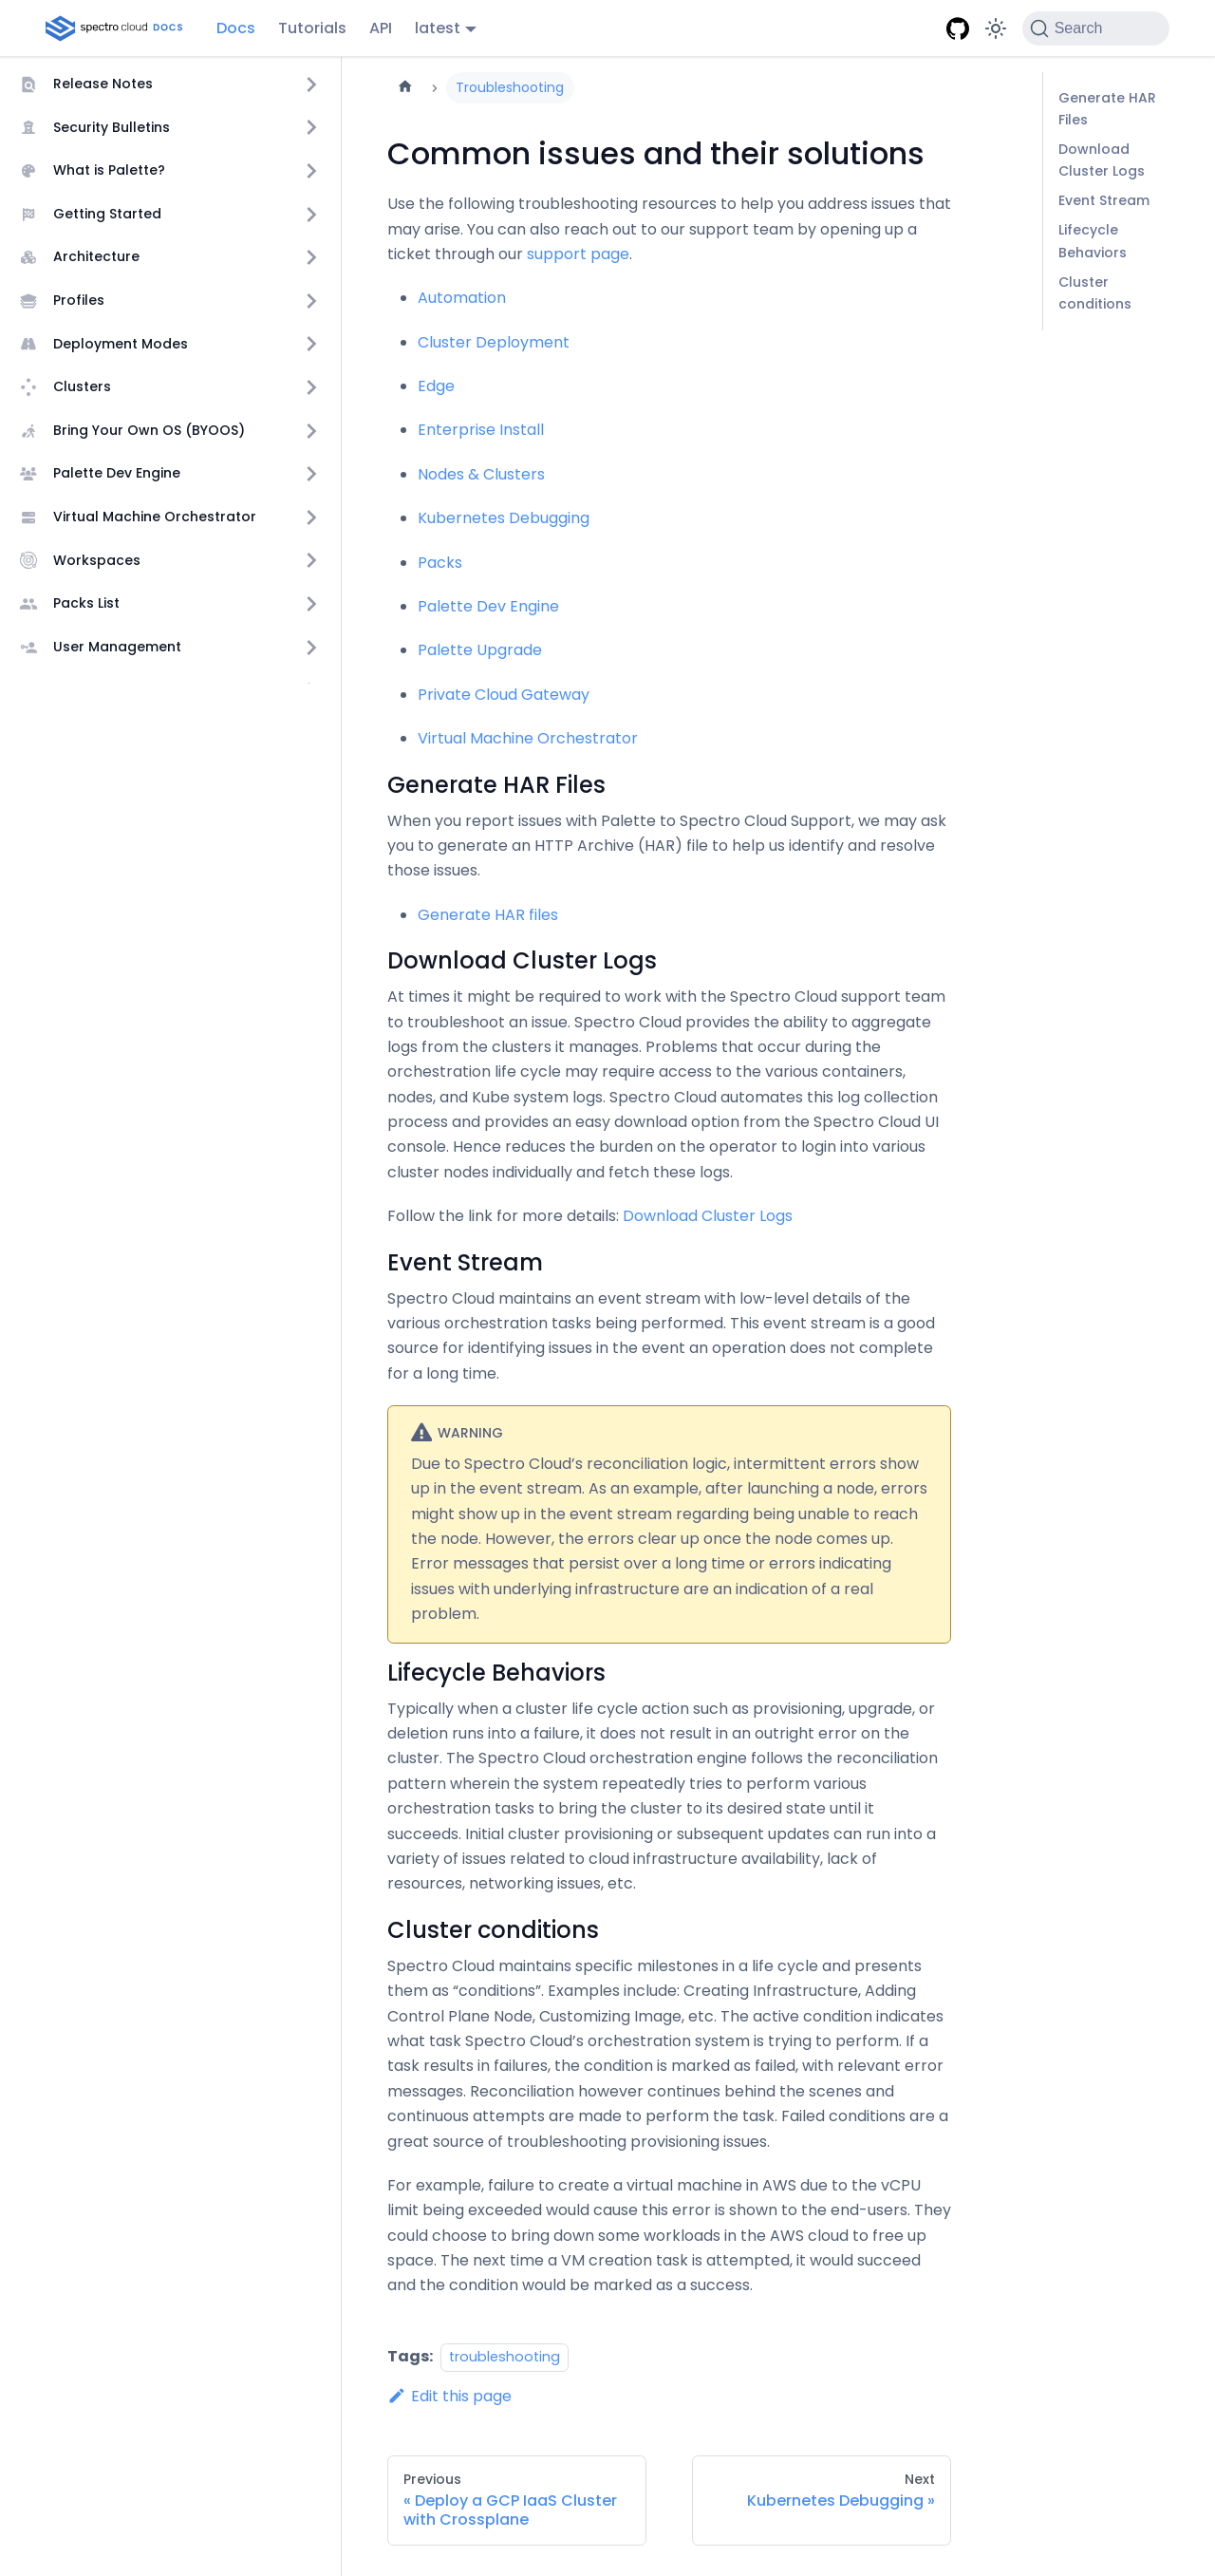 spectro cloud DOCS
Docs
Tutorials
API
latest
Search
Release Notes
Security Bulletins
What is Palette?
Getting Started
Architecture
Profiles
Deployment Modes
Clusters
Bring Your Own OS (BYOOS)
Palette Dev Engine
Virtual Machine Orchestrator
Workspaces
Packs List
User Management
Troubleshooting
Common issues and their solutions
Use the following troubleshooting resources to help you address issues that
may arise. You can also reach out to our support team by opening up a
ticket through our support page.
Automation
Cluster Deployment
Edge
Enterprise Install
Nodes & Clusters
Kubernetes Debugging
Packs
Palette Dev Engine
Palette Upgrade
Private Cloud Gateway
Virtual Machine Orchestrator
Generate HAR Files
When you report issues with Palette to Spectro Cloud Support, we may ask
you to generate an HTTP Archive (HAR) file to help us identify and resolve
those issues.
Generate HAR files
Download Cluster Logs
At times it might be required to work with the Spectro Cloud support team
to troubleshoot an issue. Spectro Cloud provides the ability to aggregate
logs from the clusters it manages. Problems that occur during the
orchestration life cycle may require access to the various containers,
nodes, and Kube system logs. Spectro Cloud automates this log collection
process and provides an easy download option from the Spectro Cloud UI
console. Hence reduces the burden on the operator to login into various
cluster nodes individually and fetch these logs.
Follow the link for more details: Download Cluster Logs
Event Stream
Spectro Cloud maintains an event stream with low-level details of the
various orchestration tasks being performed. This event stream is a good
source for identifying issues in the event an operation does not complete
for a long time.
WARNING
Due to Spectro Cloud’s reconciliation logic, intermittent errors show
up in the event stream. As an example, after launching a node, errors
might show up in the event stream regarding being unable to reach
the node. However, the errors clear up once the node comes up.
Error messages that persist over a long time or errors indicating
issues with underlying infrastructure are an indication of a real
problem.
Lifecycle Behaviors
Typically when a cluster life cycle action such as provisioning, upgrade, or
deletion runs into a failure, it does not result in an outright error on the
cluster. The Spectro Cloud orchestration engine follows the reconciliation
pattern wherein the system repeatedly tries to perform various
orchestration tasks to bring the cluster to its desired state until it
succeeds. Initial cluster provisioning or subsequent updates can run into a
variety of issues related to cloud infrastructure availability, lack of
resources, networking issues, etc.
Cluster conditions
Spectro Cloud maintains specific milestones in a life cycle and presents
them as “conditions”. Examples include: Creating Infrastructure, Adding
Control Plane Node, Customizing Image, etc. The active condition indicates
what task Spectro Cloud’s orchestration system is trying to perform. If a
task results in failures, the condition is marked as failed, with relevant error
messages. Reconciliation however continues behind the scenes and
continuous attempts are made to perform the task. Failed conditions are a
great source of troubleshooting provisioning issues.
For example, failure to create a virtual machine in AWS due to the vCPU
limit being exceeded would cause this error is shown to the end-users. They
could choose to bring down some workloads in the AWS cloud to free up
space. The next time a VM creation task is attempted, it would succeed
and the condition would be marked as a success.
Tags: troubleshooting
Edit this page
Previous
« Deploy a GCP IaaS Cluster
with Crossplane
Next
Kubernetes Debugging »
Generate HAR
Files
Download
Cluster Logs
Event Stream
Lifecycle
Behaviors
Cluster
conditions